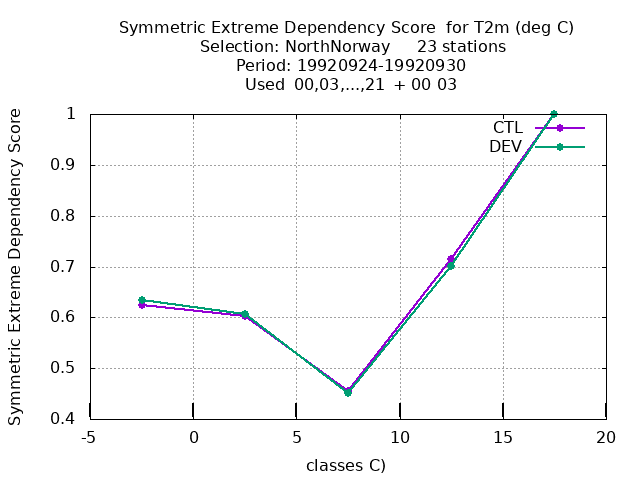 Symmetric Extreme Dependency Score  for T2m (deg C)
Selection: NorthNorway     23 stations
Period: 19920924-19920930
Used  00,03,...,21  + 00 03
Symmetric Extreme Dependency Score
1
0.9
0.8
0.7
0.6
0.5
0.4
CTL
DEV
-5 0 5 10 15 20
classes C)